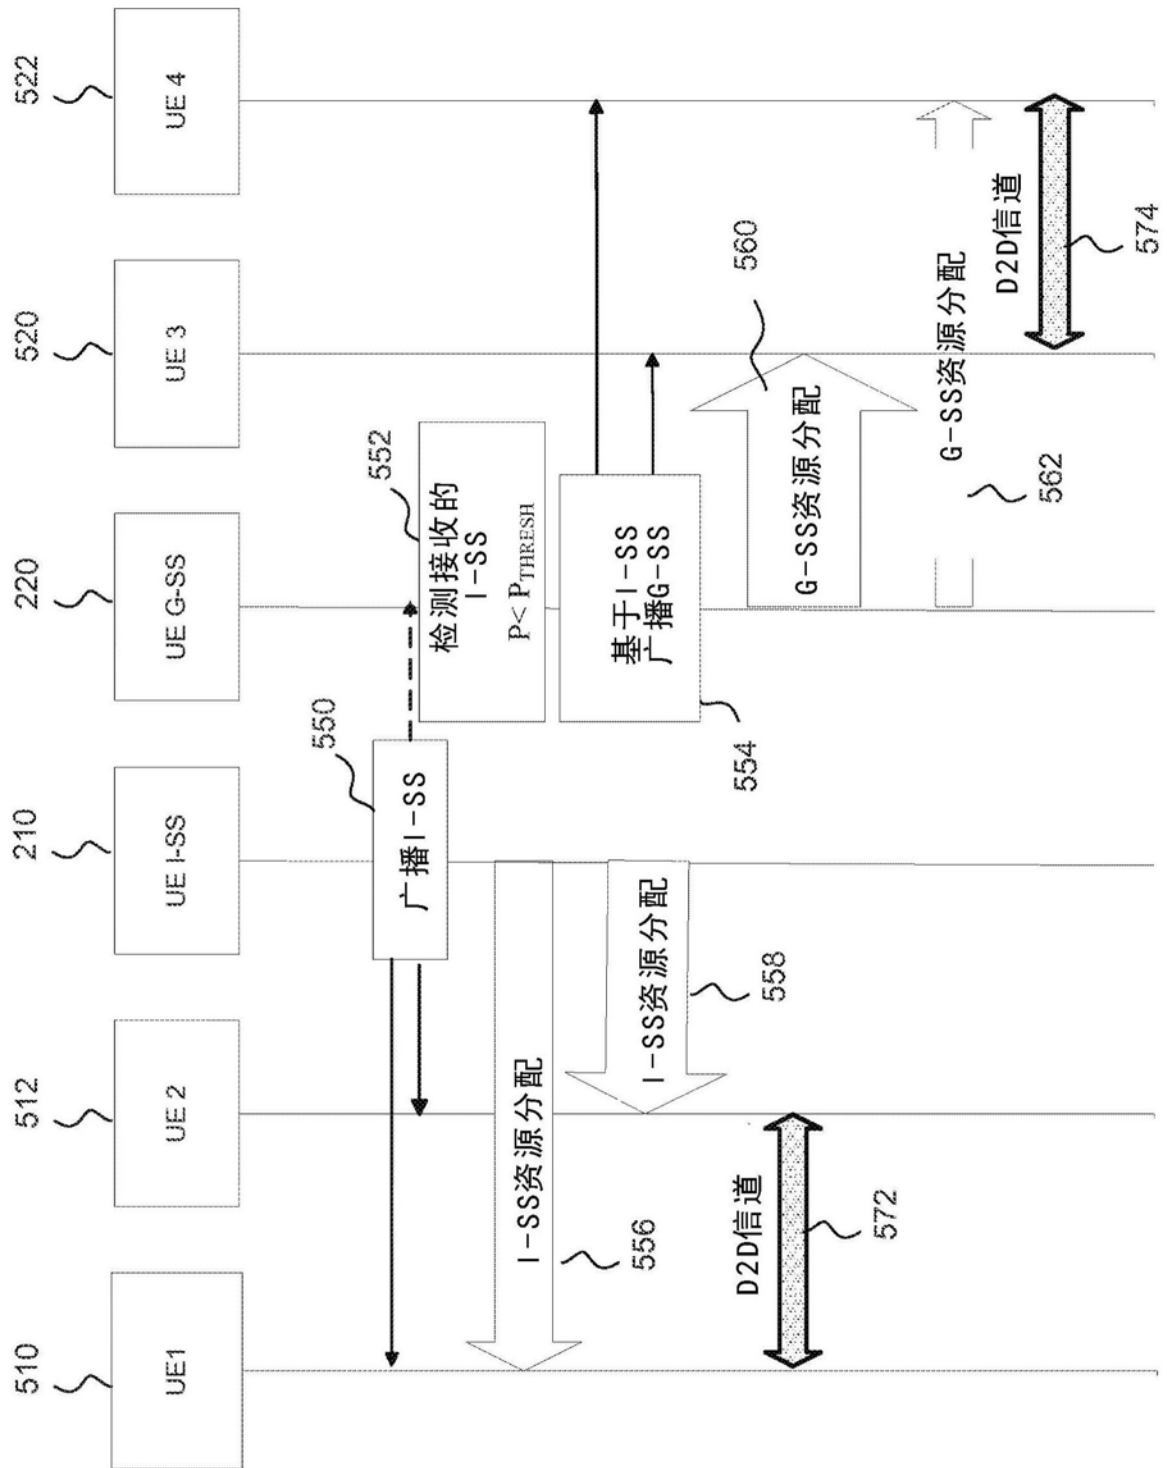 510
512
210
220
520
522
UE1
UE 2
UE I-SS
UE G-SS
UE 3
UE 4
550
广播I-SS
552
检测接收的
I-SS
P< P_THRESH
基于I-SS
广播G-SS
554
I-SS资源分配
556
I-SS资源分配
558
G-SS资源分配
560
G-SS资源分配
562
D2D信道
572
D2D信道
574